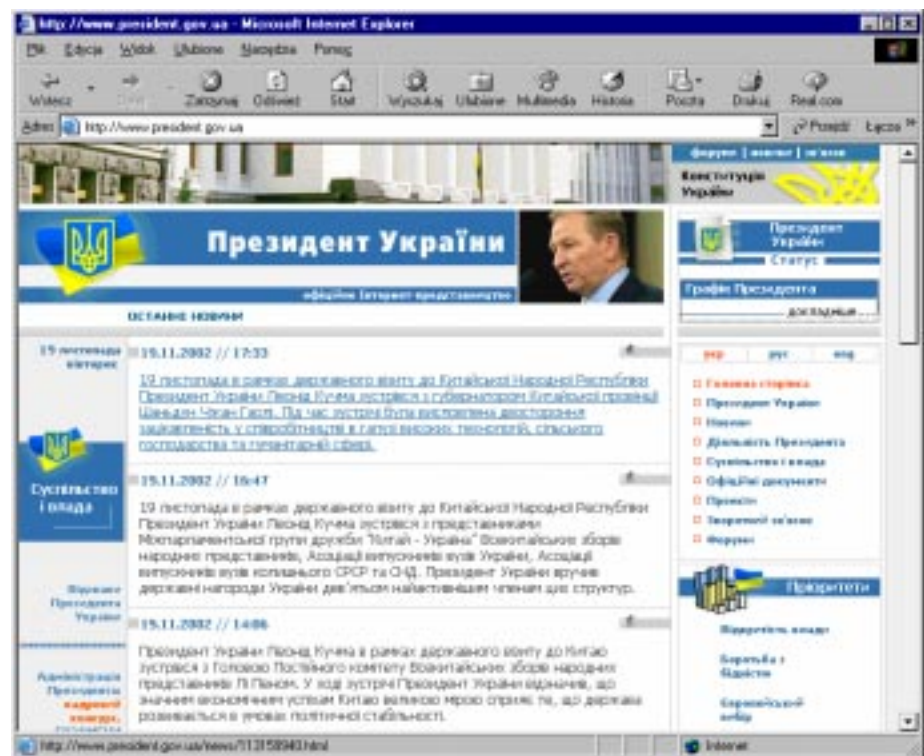 http://www.president.gov.ua - Microsoft Internet Explorer
Plik Edycja Widok Ulubione Narzędzia Pomoc
Wstecz Zatrzymaj Odśwież Start Wyszukaj Ulubione Multimedia Historia Poczta Drukuj Real.com
Adres http://www.president.gov.ua Przejdź Łącza
форуми | зв'язок
Конституція
України
Президент України
офіційне Інтернет-представництво
Президент
України
Статус
Графік Президента
докладніше
ОСТАННІ НОВИНИ
19 листопада
вівторок
19.11.2002 // 17:33
19 листопада в рамках державного візиту до Китайської Народної Республіки
Президент України Леонід Кучма зустрівся з губернатором Китайської провінції
Шаньдун Чжан Гаолі. Під час зустрічі була висловлена двостороння
зацікавленість у співробітництві в галузі високих технологій, сільського
господарства та гуманітарній сфері.
Суспільство
і влада
19.11.2002 // 16:47
19 листопада в рамках державного візиту до Китайської Народної Республіки
Президент України Леонід Кучма зустрівся з представниками
Міжпарламентської групи дружби "Китай - Україна" Всекитайських зборів
народних представників, Асоціації випускників вузів України, Асоціації
випускників вузів колишнього СРСР та СНД. Президент України вручив
державні нагороди України дев'ятьом найактивнішим членам цих структур.
Відзнаки
Президента
України
19.11.2002 // 14:06
Президент України Леонід Кучма в рамках державного візиту до Китаю
зустрівся з Головою Постійного комітету Всекитайських зборів народних
представників Лі Пеном. У ході зустрічі Президент України відзначив, що
значним економічним успіхам Китаю великою мірою сприяє те, що держава
розвивається в умовах політичної стабільності.
Адміністрація
Президента:
кадровий
конкурс,
укр рус eng
Головна сторінка
Президент України
Новини
Діяльність Президента
Суспільство і влада
Офіційні документи
Проекти
Зворотній зв'язок
Форуми
Пріоритети
Відкритість влади
Боротьба з
бідністю
Європейський
вибір
http://www.president.gov.ua/news/113158940.html
Internet